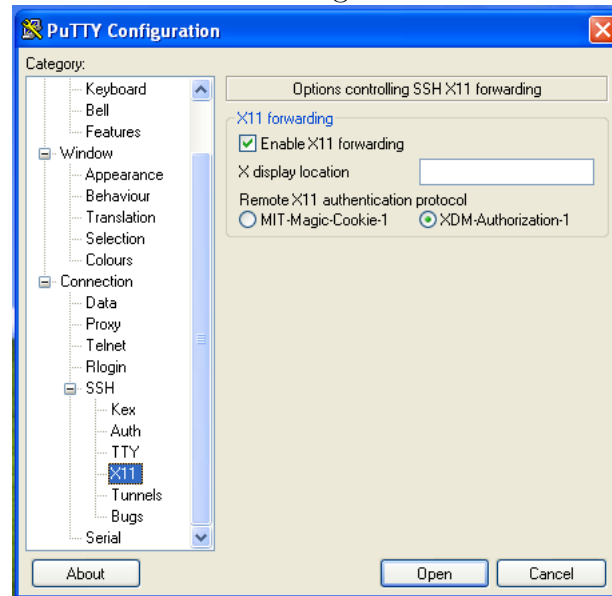 PuTTY Configuration
Category:
Keyboard
Bell
Features
Window
Appearance
Behaviour
Translation
Selection
Colours
Connection
Data
Proxy
Telnet
Rlogin
SSH
Kex
Auth
TTY
X11
Tunnels
Bugs
Serial
Options controlling SSH X11 forwarding
X11 forwarding
Enable X11 forwarding
X display location
Remote X11 authentication protocol
MIT-Magic-Cookie-1 XDM-Authorization-1
About Open Cancel